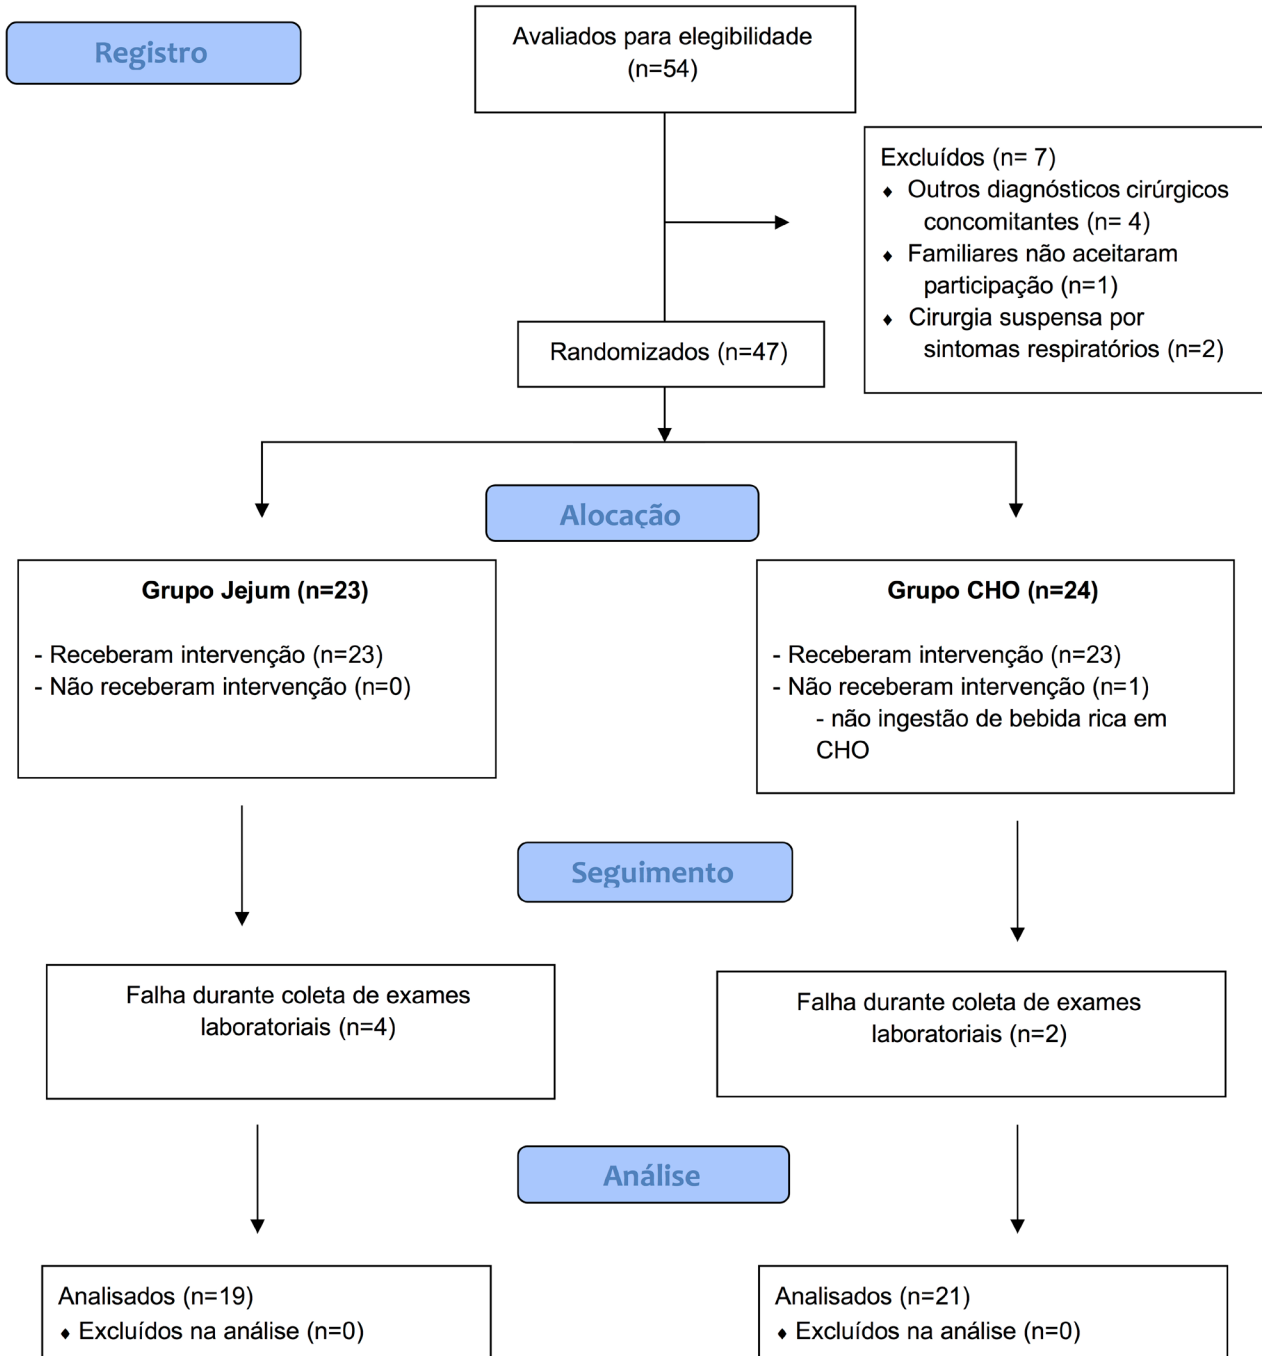 Registro
Avaliados para elegibilidade
(n=54)
Excluídos (n= 7)
♦ Outros diagnósticos cirúrgicos
concomitantes (n= 4)
♦ Familiares não aceitaram
participação (n=1)
♦ Cirurgia suspensa por
sintomas respiratórios (n=2)
Randomizados (n=47)
Alocação
Grupo Jejum (n=23)
- Receberam intervenção (n=23)
- Não receberam intervenção (n=0)
Grupo CHO (n=24)
- Receberam intervenção (n=23)
- Não receberam intervenção (n=1)
- não ingestão de bebida rica em
CHO
Seguimento
Falha durante coleta de exames
laboratoriais (n=4)
Falha durante coleta de exames
laboratoriais (n=2)
Análise
Analisados (n=19)
♦ Excluídos na análise (n=0)
Analisados (n=21)
♦ Excluídos na análise (n=0)